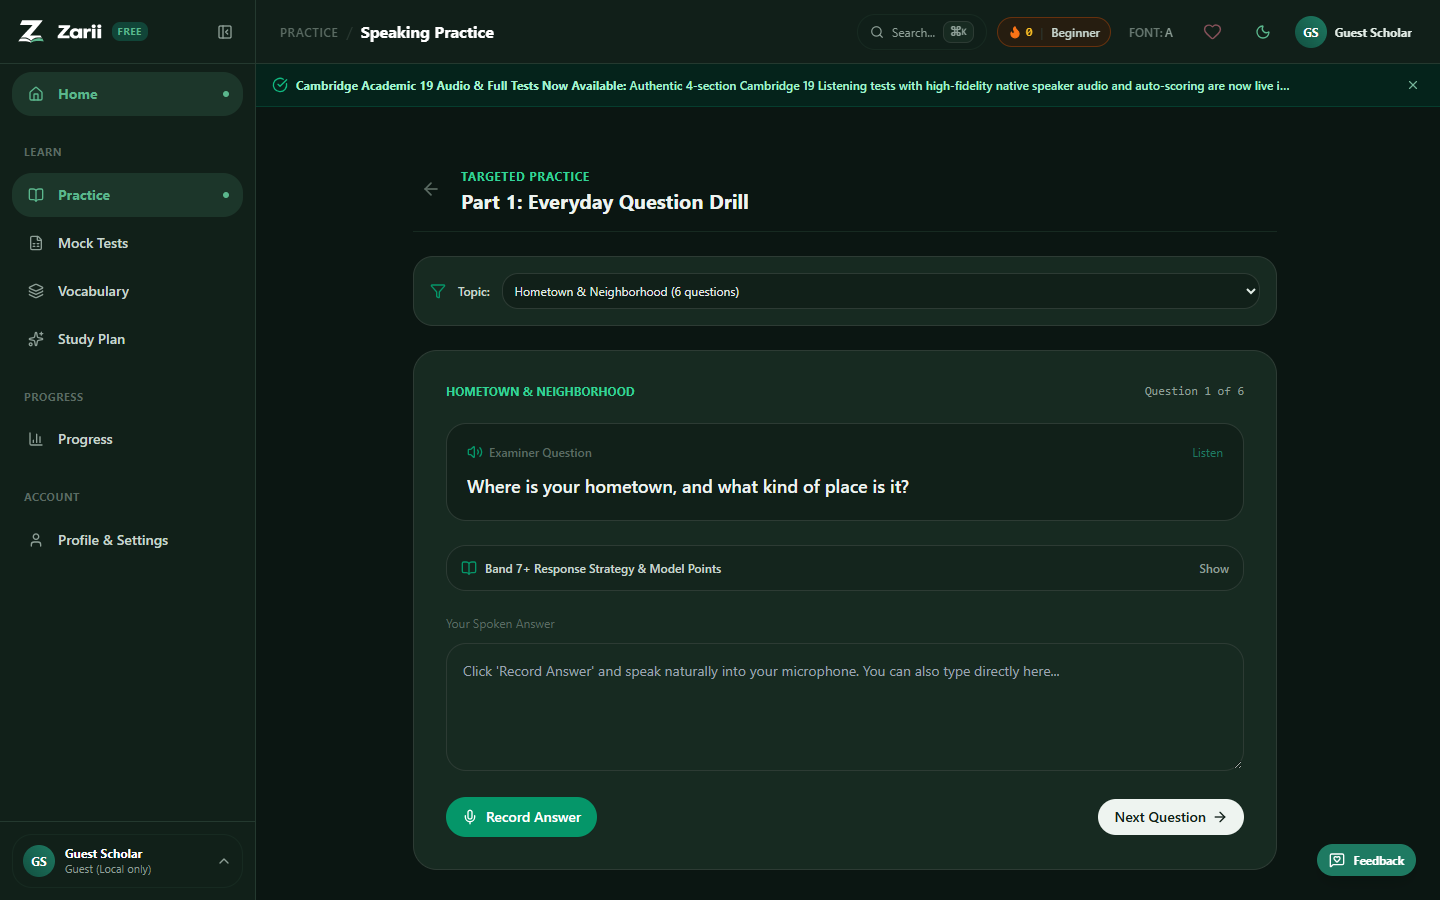 Zarii FREE
PRACTICE / Speaking Practice
Search... ⌘K
0 | Beginner
FONT: A
GS Guest Scholar
Home
Cambridge Academic 19 Audio & Full Tests Now Available: Authentic 4-section Cambridge 19 Listening tests with high-fidelity native speaker audio and auto-scoring are now live i...
LEARN
Practice
Mock Tests
Vocabulary
Study Plan
PROGRESS
Progress
ACCOUNT
Profile & Settings
GS Guest Scholar
Guest (Local only)
TARGETED PRACTICE
Part 1: Everyday Question Drill
Topic: Hometown & Neighborhood (6 questions)
HOMETOWN & NEIGHBORHOOD
Question 1 of 6
Examiner Question
Listen
Where is your hometown, and what kind of place is it?
Band 7+ Response Strategy & Model Points
Show
Your Spoken Answer
Click 'Record Answer' and speak naturally into your microphone. You can also type directly here...
Record Answer
Next Question →
Feedback